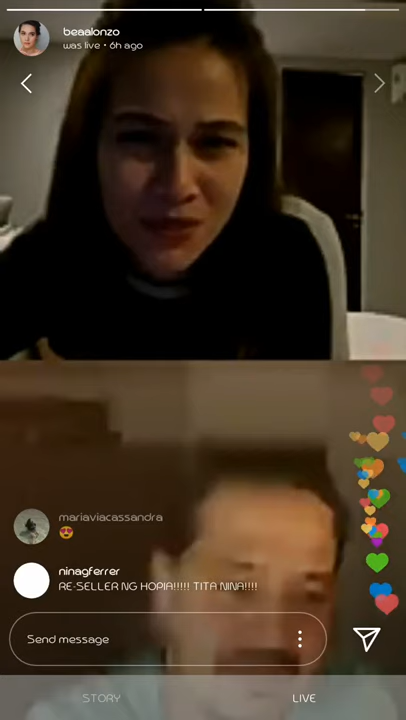 beaalonzo
was live • 6h ago
mariaviacassandra
😍
ninagferrer
RE-SELLER NG HOPIA!!!!! TITA NINA!!!!
Send message
STORY
LIVE